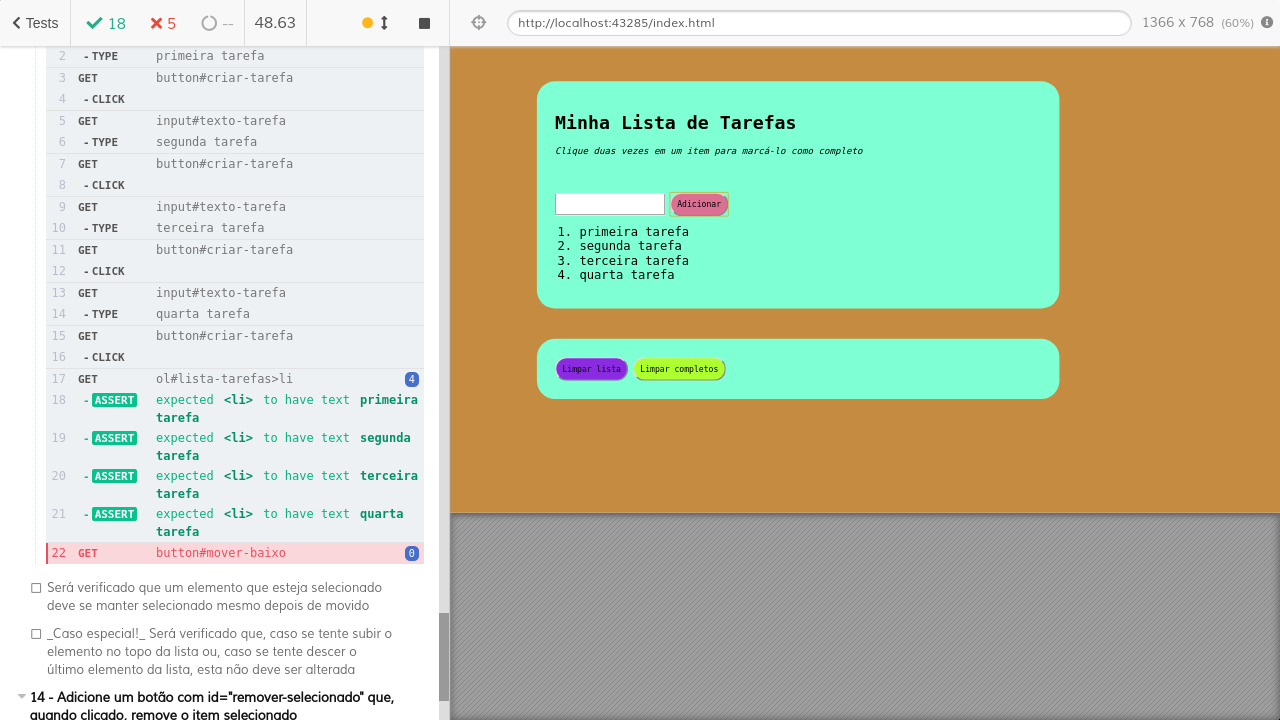 Tests
18
5
--
48.63
http://localhost:43285/index.html
1366 x 768 (60%)
2 - TYPE primeira tarefa
3 GET button#criar-tarefa
4 - CLICK
5 GET input#texto-tarefa
6 - TYPE segunda tarefa
7 GET button#criar-tarefa
8 - CLICK
9 GET input#texto-tarefa
10 - TYPE terceira tarefa
11 GET button#criar-tarefa
12 - CLICK
13 GET input#texto-tarefa
14 - TYPE quarta tarefa
15 GET button#criar-tarefa
16 - CLICK
17 GET ol#lista-tarefas>li 4
18 - ASSERT expected <li> to have text primeira
tarefa
19 - ASSERT expected <li> to have text segunda
tarefa
20 - ASSERT expected <li> to have text terceira
tarefa
21 - ASSERT expected <li> to have text quarta
tarefa
22 GET button#mover-baixo 0
Será verificado que um elemento que esteja selecionado
deve se manter selecionado mesmo depois de movido
_Caso especial!_ Será verificado que, caso se tente subir o
elemento no topo da lista ou, caso se tente descer o
último elemento da lista, esta não deve ser alterada
14 - Adicione um botão com id="remover-selecionado" que,
quando clicado, remove o item selecionado
Minha Lista de Tarefas
Clique duas vezes em um item para marcá-lo como completo
Adicionar
1. primeira tarefa
2. segunda tarefa
3. terceira tarefa
4. quarta tarefa
Limpar lista
Limpar completos